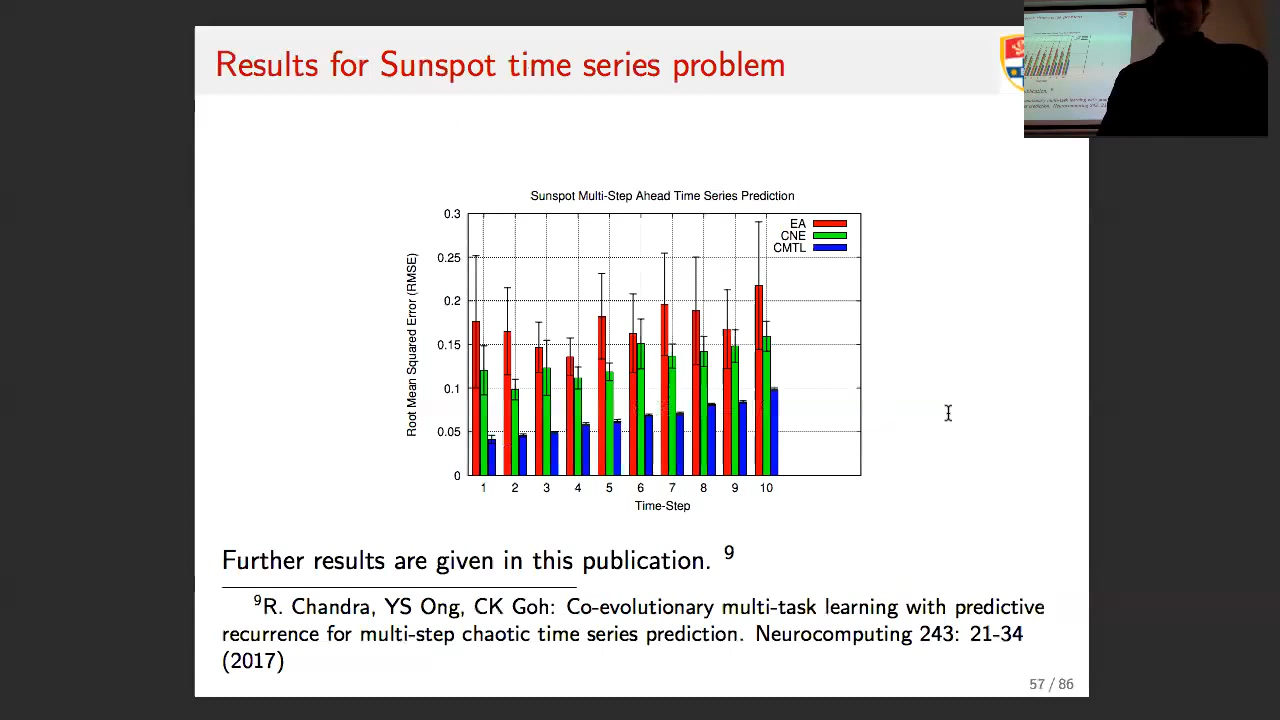 Results for Sunspot time series problem
Sunspot Multi-Step Ahead Time Series Prediction
0.3
0.25
0.2
0.15
0.1
0.05
0
Root Mean Squared Error (RMSE)
EA
CNE
CMTL
1 2 3 4 5 6 7 8 9 10
Time-Step
Further results are given in this publication. 9
9R. Chandra, YS Ong, CK Goh: Co-evolutionary multi-task learning with predictive
recurrence for multi-step chaotic time series prediction. Neurocomputing 243: 21-34
(2017)
57 / 86